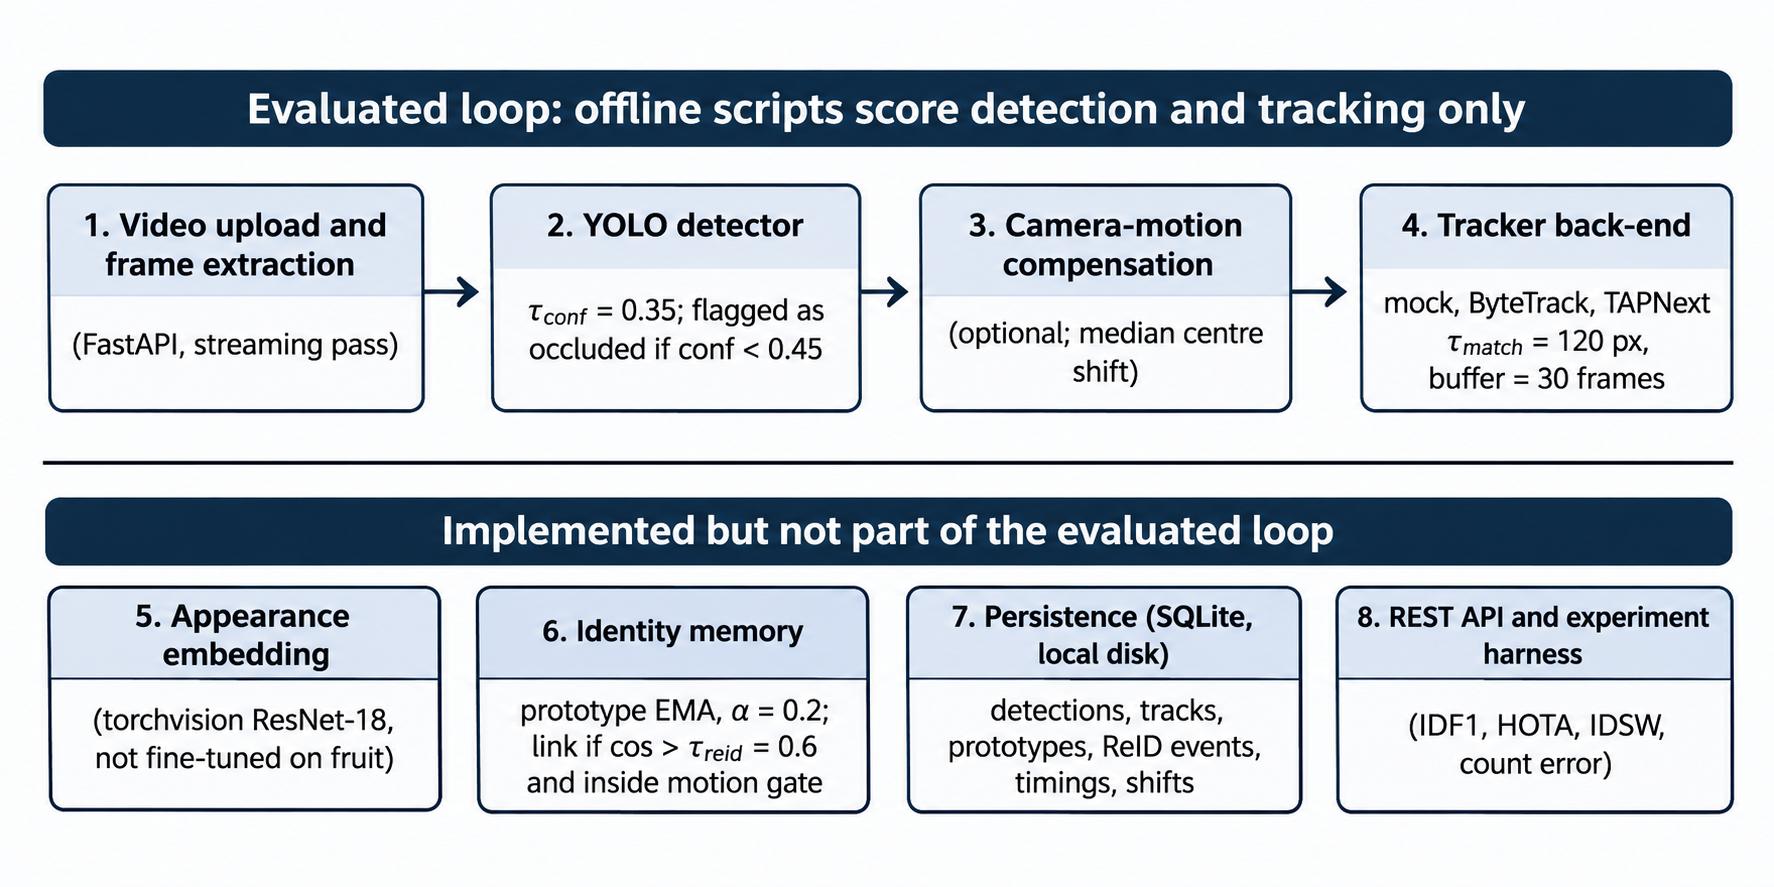 Evaluated loop: offline scripts score detection and tracking only
1. Video upload and
frame extraction
(FastAPI, streaming pass)
2. YOLO detector
τconf = 0.35; flagged as
occluded if conf < 0.45
3. Camera-motion
compensation
(optional; median centre
shift)
4. Tracker back-end
mock, ByteTrack, TAPNext
τmatch = 120 px,
buffer = 30 frames
Implemented but not part of the evaluated loop
5. Appearance
embedding
(torchvision ResNet-18,
not fine-tuned on fruit)
6. Identity memory
prototype EMA, α = 0.2;
link if cos > τreid = 0.6
and inside motion gate
7. Persistence (SQLite,
local disk)
detections, tracks,
prototypes, ReID events,
timings, shifts
8. REST API and experiment
harness
(IDF1, HOTA, IDSW,
count error)